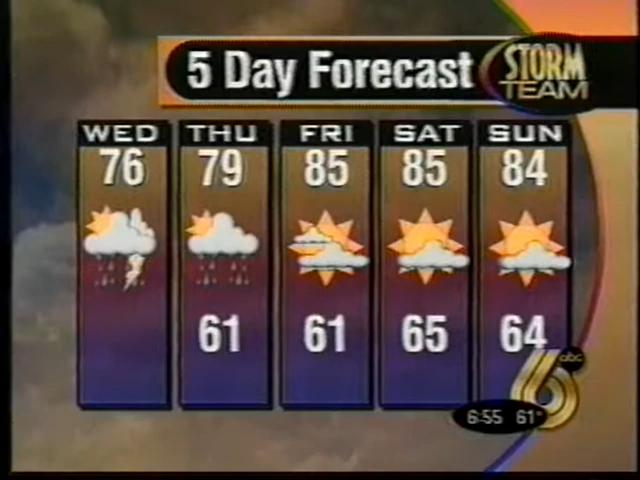 5 Day Forecast
STORM
TEAM
WED THU FRI SAT SUN
76 79 85 85 84
61 61 65 64
6 abc
6:55 61°